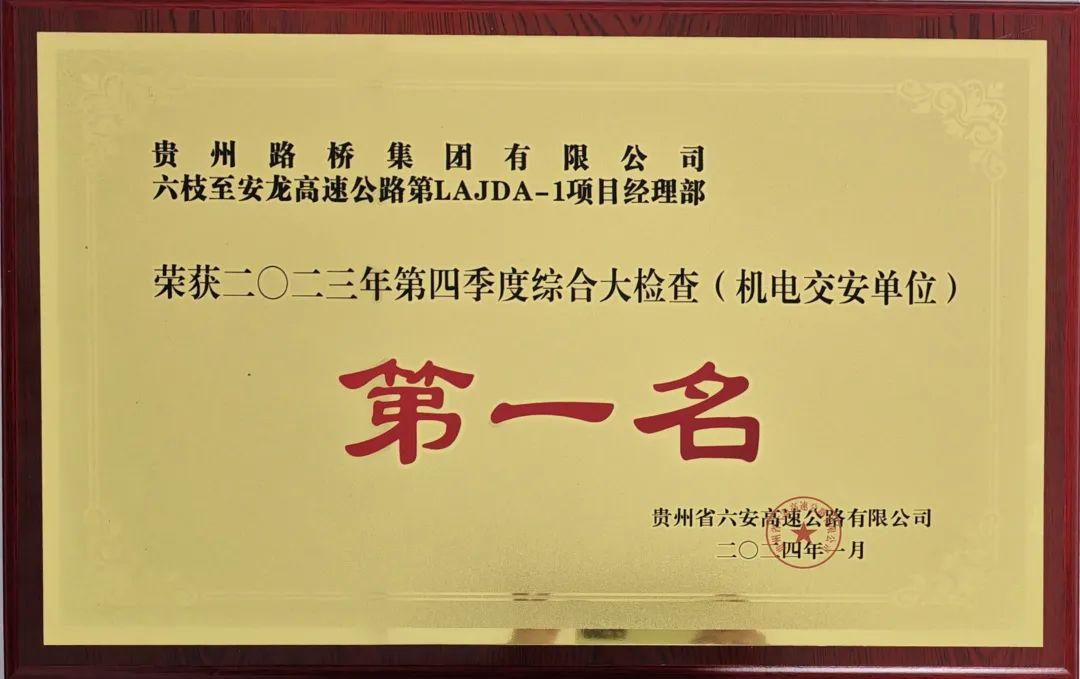 贵州路桥集团有限公司
六枝至安龙高速公路第LAJDA-1项目经理部
荣获二〇二三年第四季度综合大检查（机电交安单位）
第一名
贵州省六安高速公路有限公司
二〇二四年一月